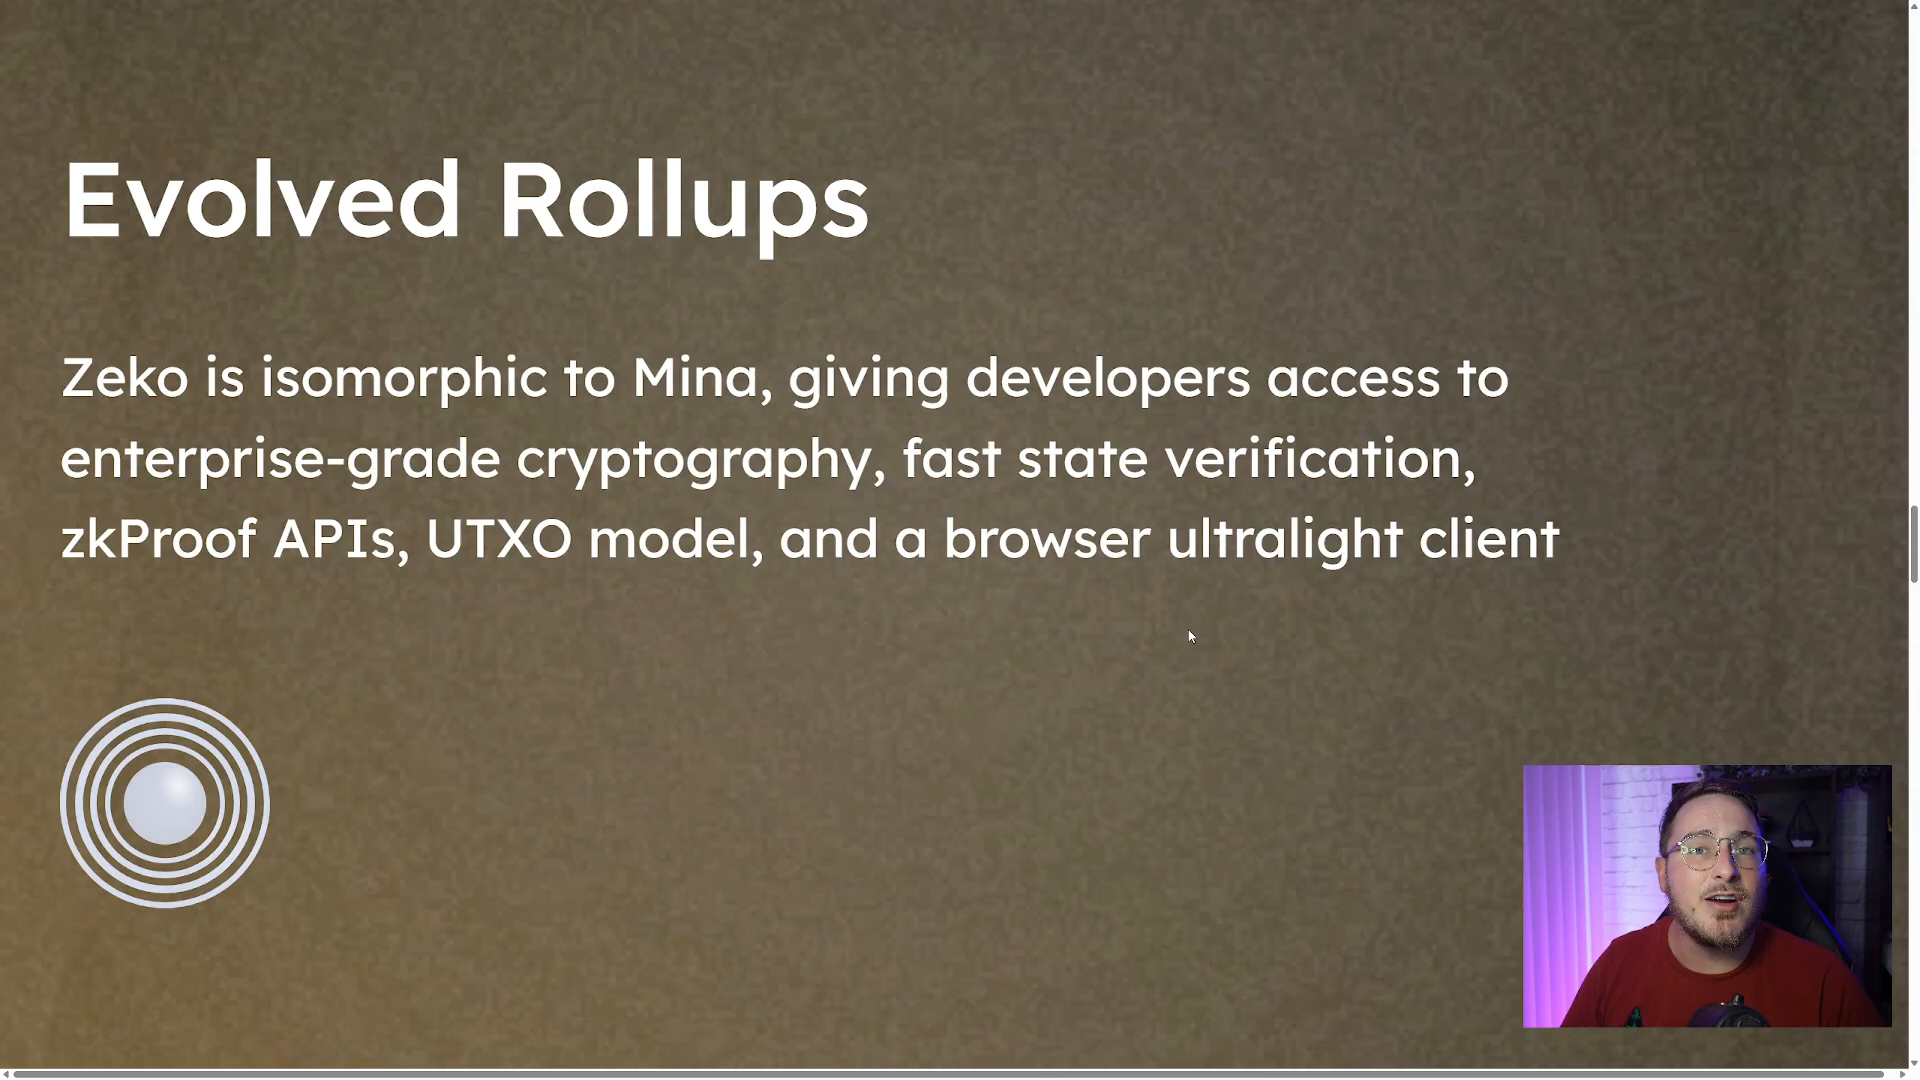 Evolved Rollups
Zeko is isomorphic to Mina, giving developers access to
enterprise-grade cryptography, fast state verification,
zkProof APIs, UTXO model, and a browser ultralight client